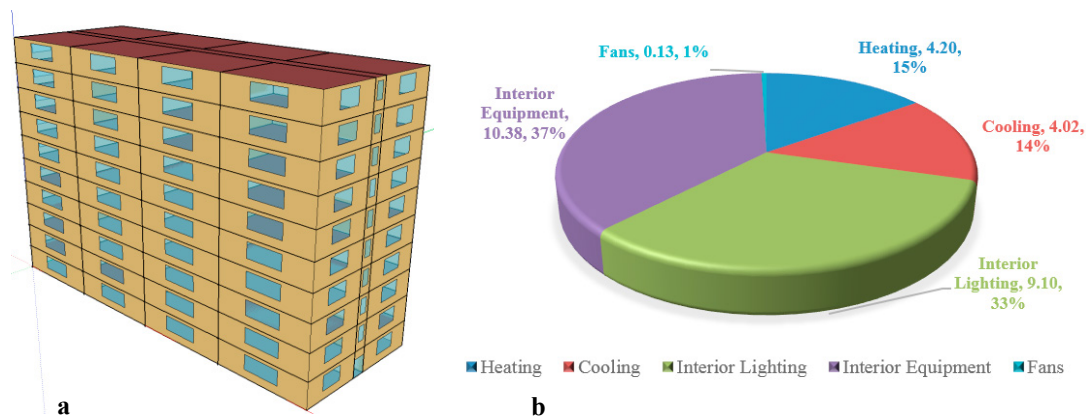 a
Fans, 0.13, 1%
Heating, 4.20,
15%
Interior
Equipment,
10.38, 37%
Cooling, 4.02,
14%
Interior
Lighting, 9.10,
33%
Heating Cooling Interior Lighting Interior Equipment Fans
b